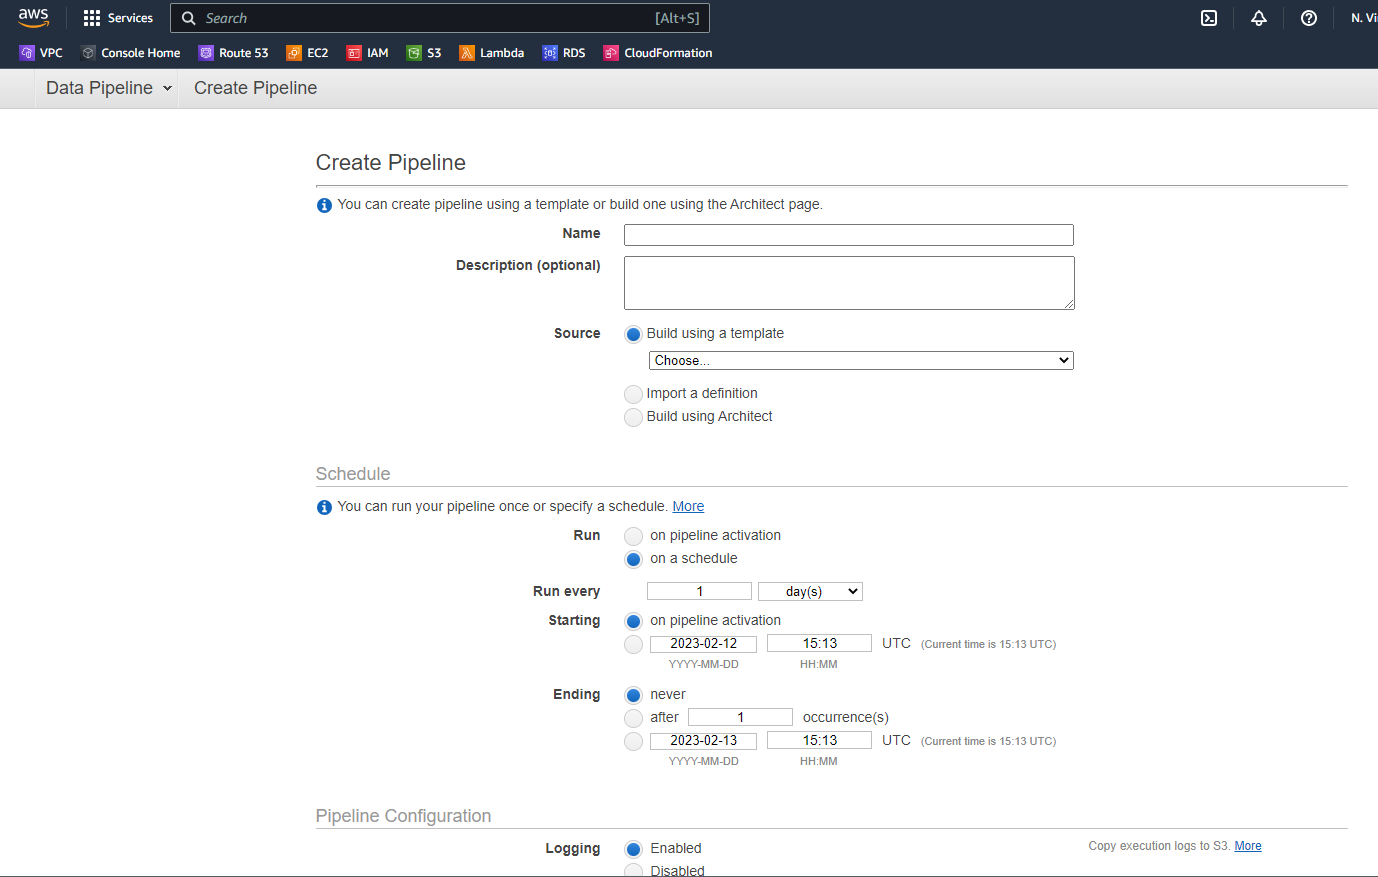 aws Services Search [Alt+S] N. Vi
VPC Console Home Route 53 EC2 IAM S3 Lambda RDS CloudFormation
Data Pipeline Create Pipeline
Create Pipeline
You can create pipeline using a template or build one using the Architect page.
Name
Description (optional)
Source Build using a template
Choose...
Import a definition
Build using Architect
Schedule
You can run your pipeline once or specify a schedule. More
Run on pipeline activation
on a schedule
Run every 1 day(s)
Starting on pipeline activation
2023-02-12 15:13 UTC (Current time is 15:13 UTC)
YYYY-MM-DD HH:MM
Ending never
after 1 occurrence(s)
2023-02-13 15:13 UTC (Current time is 15:13 UTC)
YYYY-MM-DD HH:MM
Pipeline Configuration
Logging Enabled Copy execution logs to S3. More
Disabled